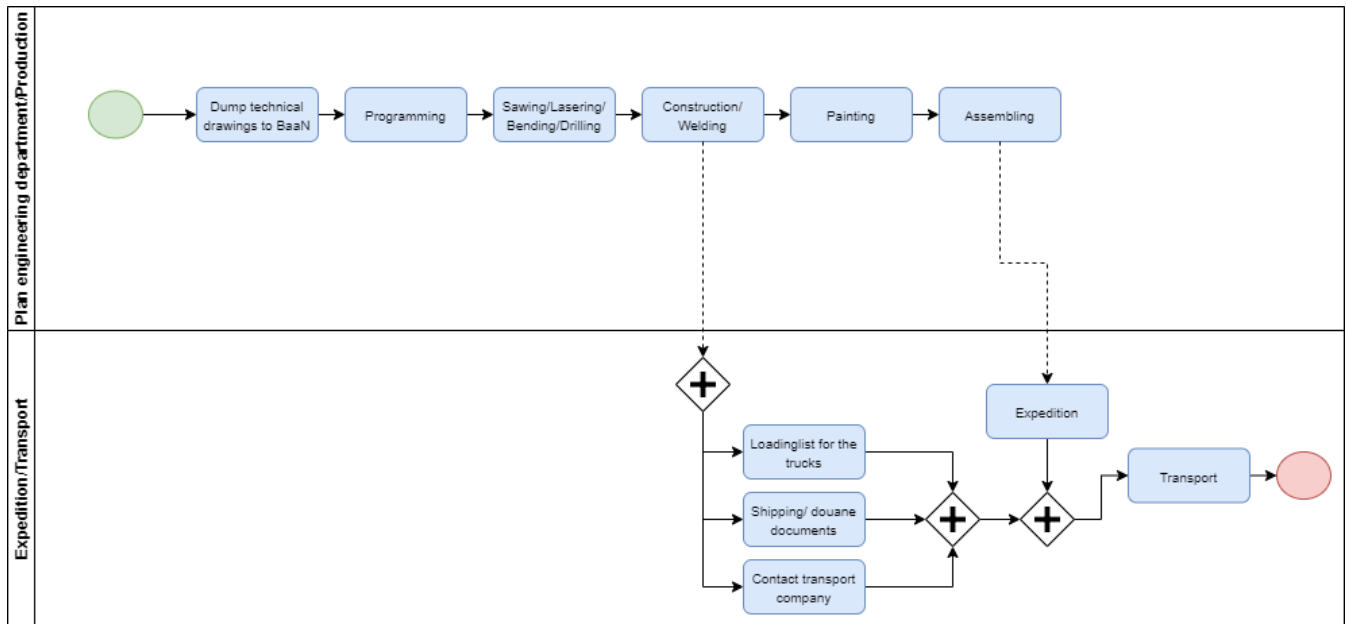 Plan engineering department/Production
Dump technical
drawings to BaaN
Programming
Sawing/Lasering/
Bending/Drilling
Construction/
Welding
Painting
Assembling
Expedition/Transport
Expedition
Loadinglist for the
trucks
Transport
Shipping/ douane
documents
Contact transport
company